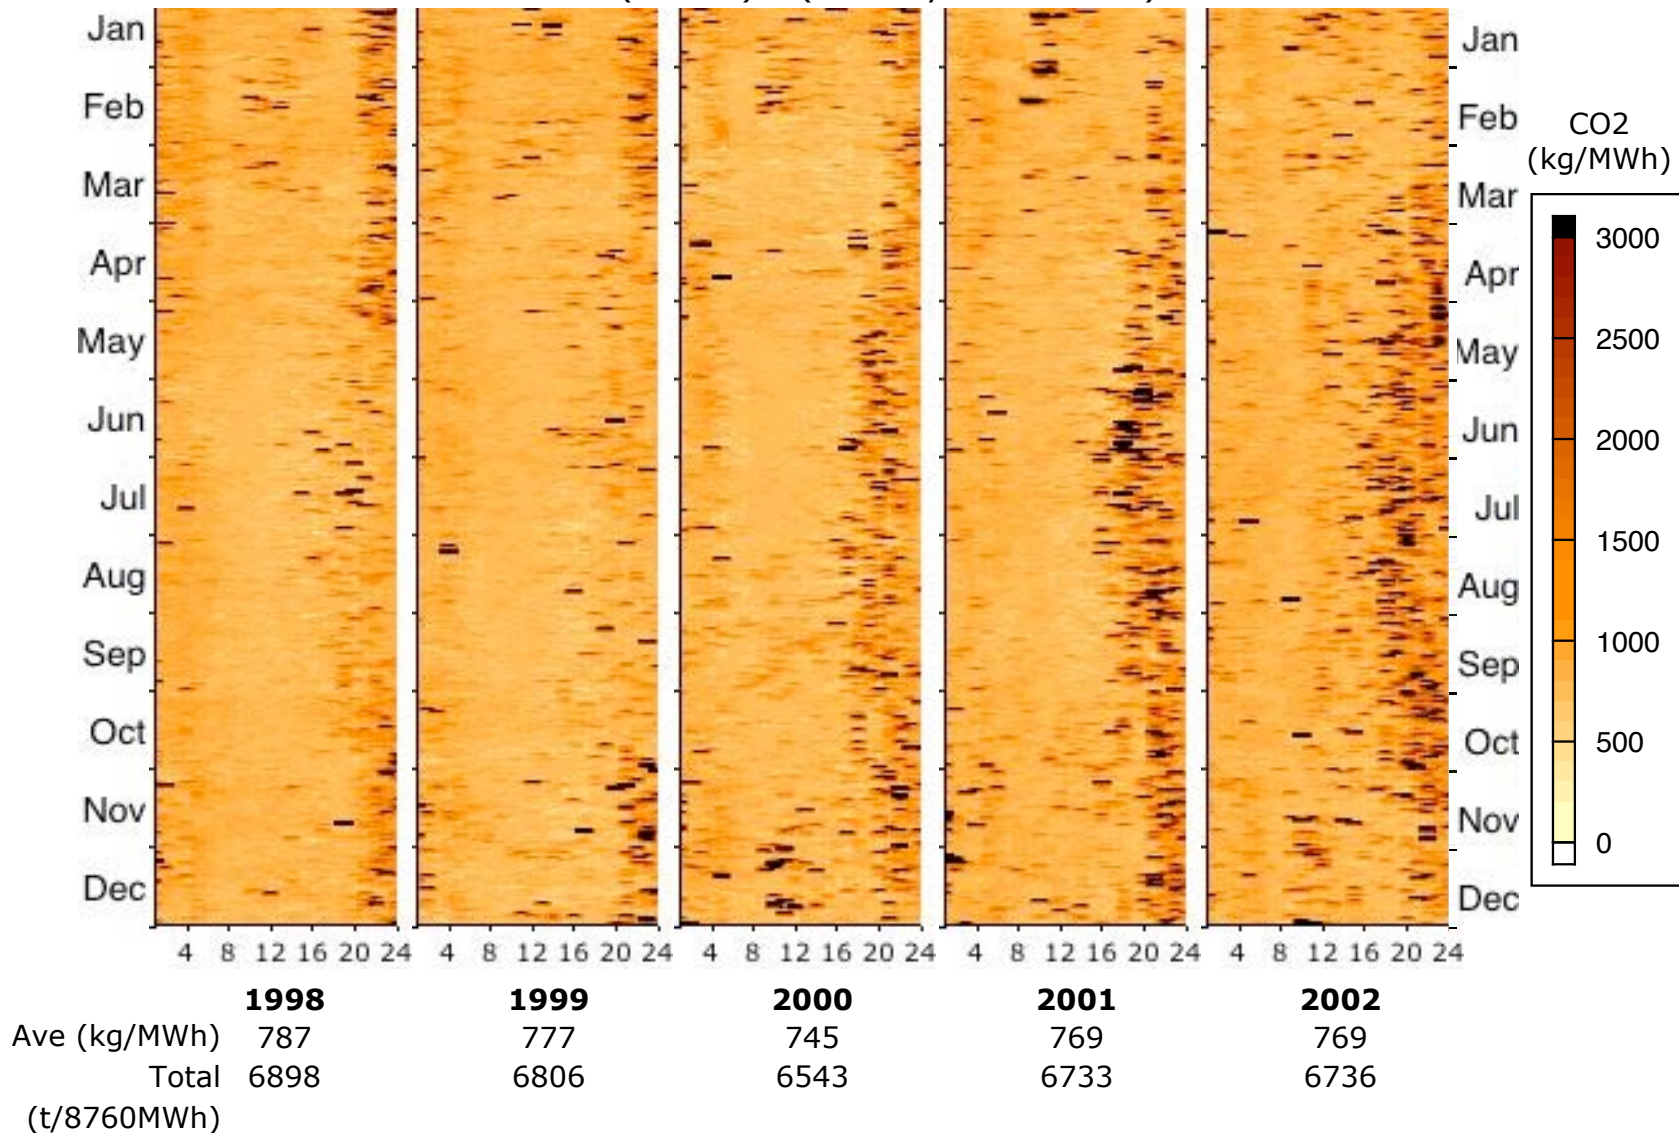 Jan
Feb
Mar
Apr
May
Jun
Jul
Aug
Sep
Oct
Nov
Dec
Jan
Feb
Mar
Apr
May
Jun
Jul
Aug
Sep
Oct
Nov
Dec
CO2
(kg/MWh)
3000
2500
2000
1500
1000
500
0
4 8 12 16 20 24 4 8 12 16 20 24 4 8 12 16 20 24 4 8 12 16 20 24 4 8 12 16 20 24
1998 1999 2000 2001 2002
Ave (kg/MWh) 787 777 745 769 769
Total 6898 6806 6543 6733 6736
(t/8760MWh)